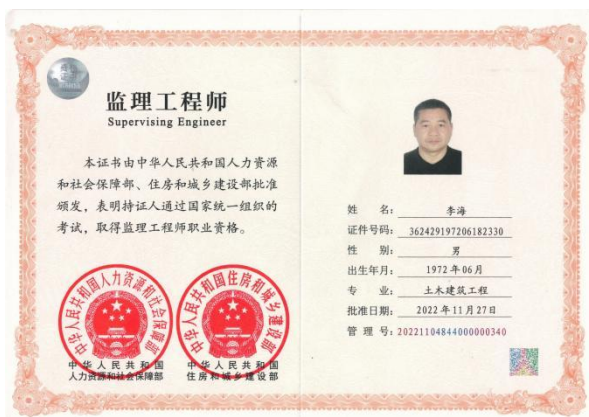 监理工程师
Supervising Engineer
本证书由中华人民共和国人力资源
和社会保障部、住房和城乡建设部批准
颁发，表明持证人通过国家统一组织的
考试，取得监理工程师职业资格。
中华人民共和国人力资源和社会保障部
中华人民共和国住房和城乡建设部
中华人民共和国
人力资源和社会保障部
中华人民共和国
住房和城乡建设部
姓 名：李海
证件号码：362429197206182330
性 别：男
出生年月：1972年06月
专 业：土木建筑工程
批准日期：2022年11月27日
管 理 号：20221104844000000340